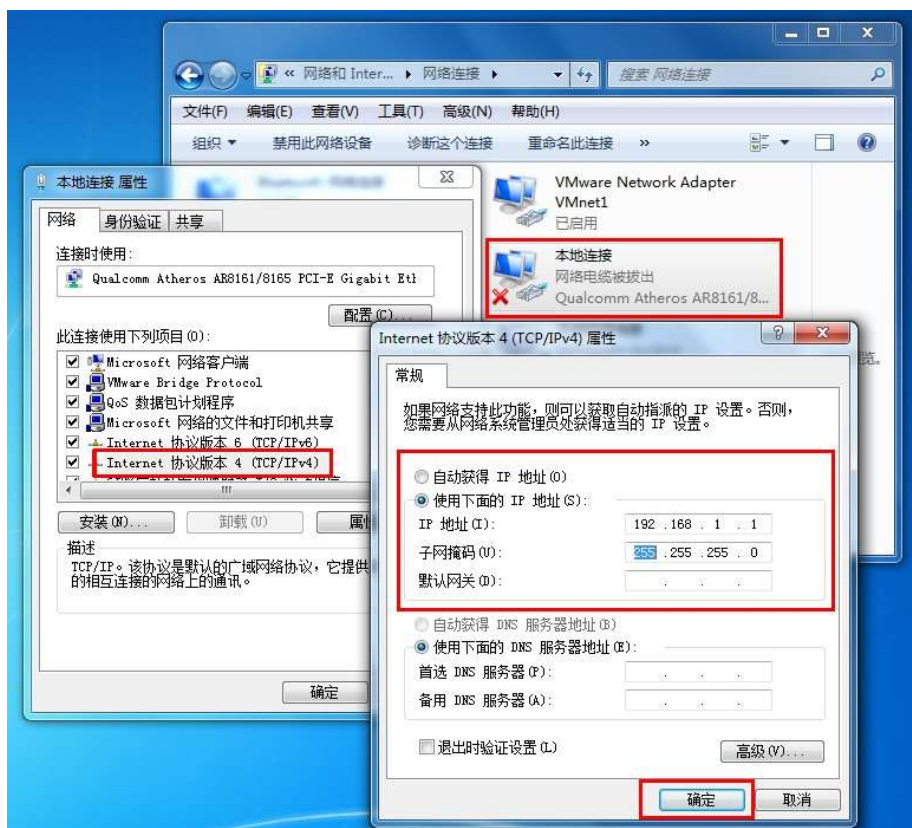 « 网络和 Inter... ▸ 网络连接 ▸
搜索 网络连接
文件(F) 编辑(E) 查看(V) 工具(T) 高级(N) 帮助(H)
组织 ▼ 禁用此网络设备 诊断这个连接 重命名此连接 »
VMware Network Adapter
VMnet1
已启用
本地连接
网络电缆被拔出
Qualcomm Atheros AR8161/8...
览。
本地连接 属性
网络 身份验证 共享
连接时使用:
Qualcomm Atheros AR8161/8165 PCI-E Gigabit Etl
配置(C)...
此连接使用下列项目(O):
Microsoft 网络客户端
VMware Bridge Protocol
QoS 数据包计划程序
Microsoft 网络的文件和打印机共享
Internet 协议版本 6 (TCP/IPv6)
Internet 协议版本 4 (TCP/IPv4)
安装(N)... 卸载(U) 属
描述
TCP/IP。该协议是默认的广域网络协议，它提供
的相互连接的网络上的通讯。
确定
Internet 协议版本 4 (TCP/IPv4) 属性
常规
如果网络支持此功能，则可以获取自动指派的 IP 设置。否则，
您需要从网络系统管理员处获得适当的 IP 设置。
自动获得 IP 地址(O)
使用下面的 IP 地址(S):
IP 地址(I): 192 .168 . 1 . 1
子网掩码(U): 255 .255 .255 . 0
默认网关(D): . . .
自动获得 DNS 服务器地址(B)
使用下面的 DNS 服务器地址(E):
首选 DNS 服务器(P): . . .
备用 DNS 服务器(A): . . .
退出时验证设置(L)
高级(V)...
确定 取消